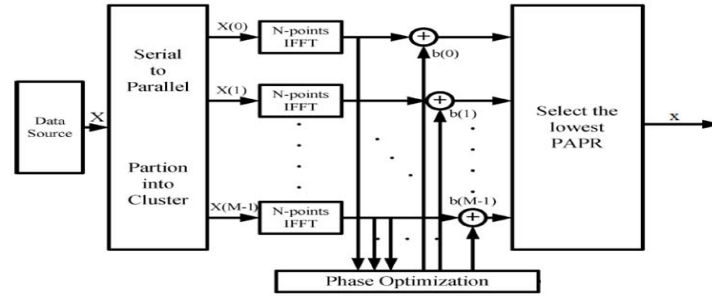 Data
Source
X
Serial
to
Parallel
Partion
into
Cluster
X(0)
N-points
IFFT
b(0)
X(1)
N-points
IFFT
b(1)
X(M-1)
N-points
IFFT
b(M-1)
Select the
lowest
PAPR
x
Phase Optimization